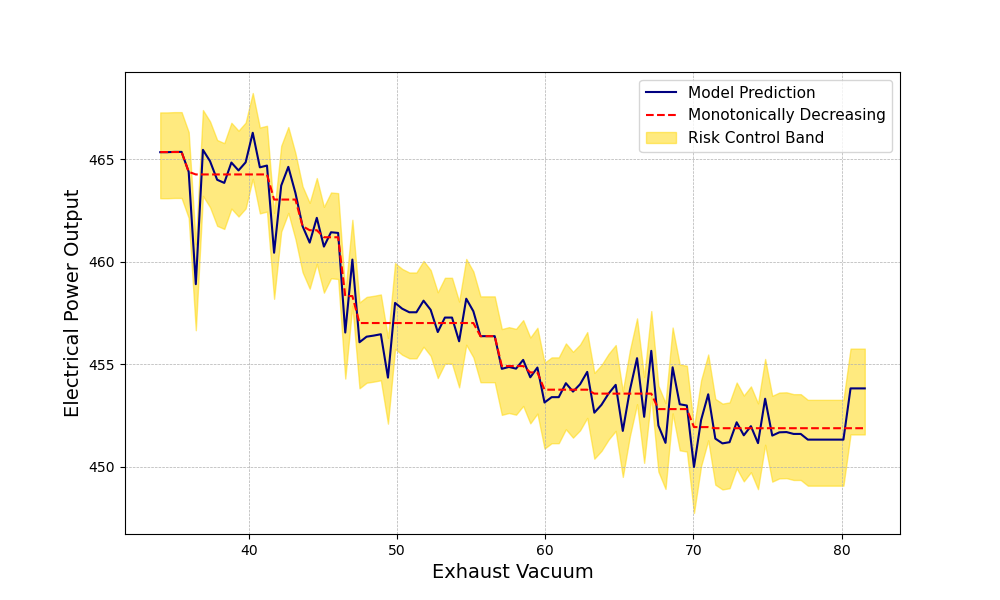 Model Prediction
Monotonically Decreasing
Risk Control Band
Electrical Power Output
465
460
455
450
40 50 60 70 80
Exhaust Vacuum